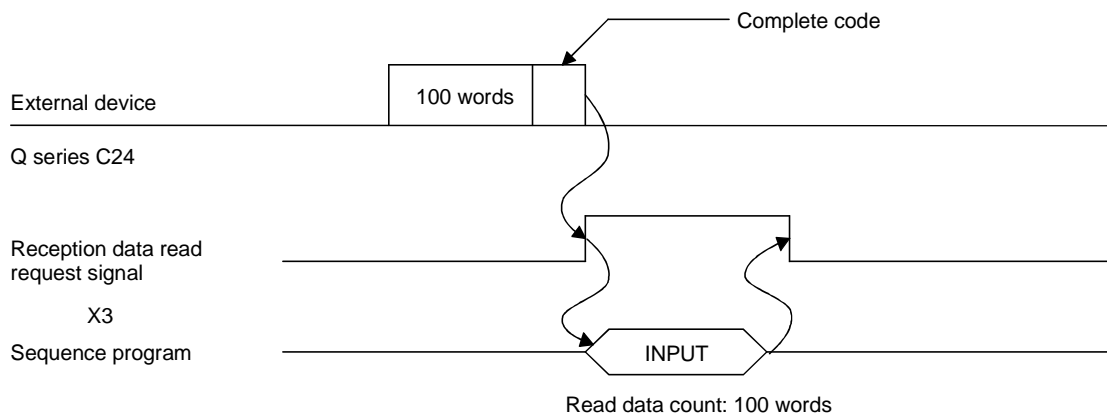 Complete code
External device
100 words
Q series C24
Reception data read
request signal
X3
Sequence program
INPUT
Read data count: 100 words